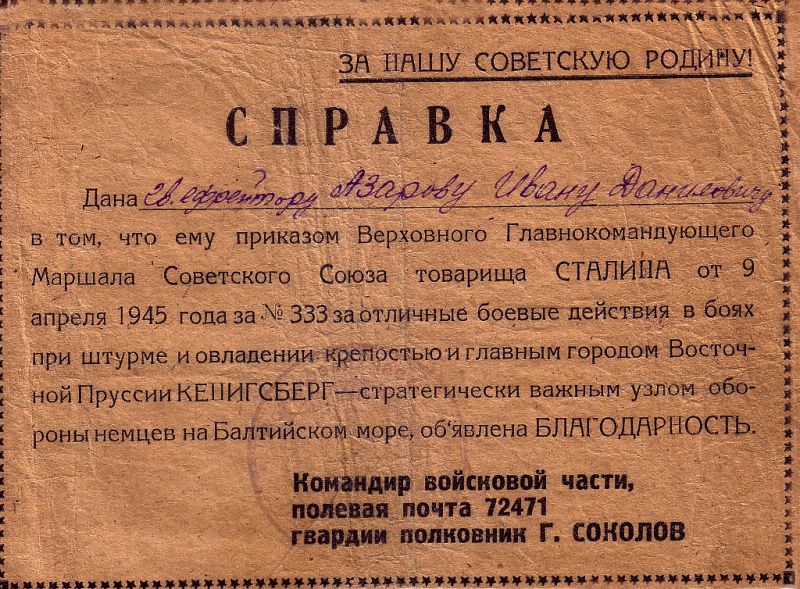 ЗА НАШУ СОВЕТСКУЮ РОДИНУ!
СПРАВКА
Дана гв. ефрейтору Азарову Ивану Даниловичу
в том, что ему приказом Верховного Главнокомандующего
Маршала Советского Союза товарища СТАЛИНА от 9
апреля 1945 года за № 333 за отличные боевые действия в боях
при штурме и овладении крепостью и главным городом Восточ-
ной Пруссии КЕНИГСБЕРГ—стратегически важным узлом обо-
роны немцев на Балтийском море, об'явлена БЛАГОДАРНОСТЬ.
Командир войсковой части,
полевая почта 72471
гвардии полковник Г. СОКОЛОВ